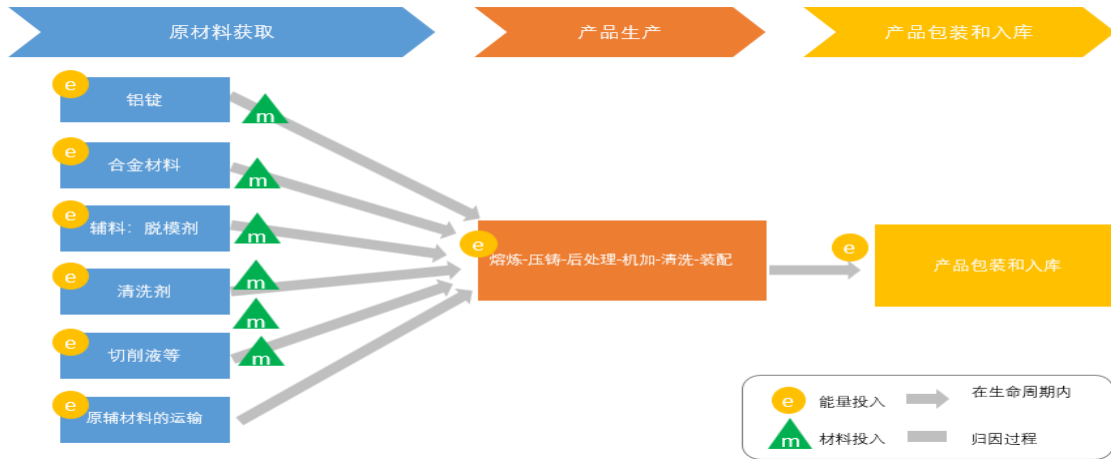 原材料获取
产品生产
产品包装和入库
e
铝锭
m
e
合金材料
m
e
辅料：脱模剂
m
e
清洗剂
m
m
e
切削液等
m
e
原辅材料的运输
e
熔炼-压铸-后处理-机加-清洗-装配
e
产品包装和入库
e 能量投入 在生命周期内
m 材料投入 归因过程